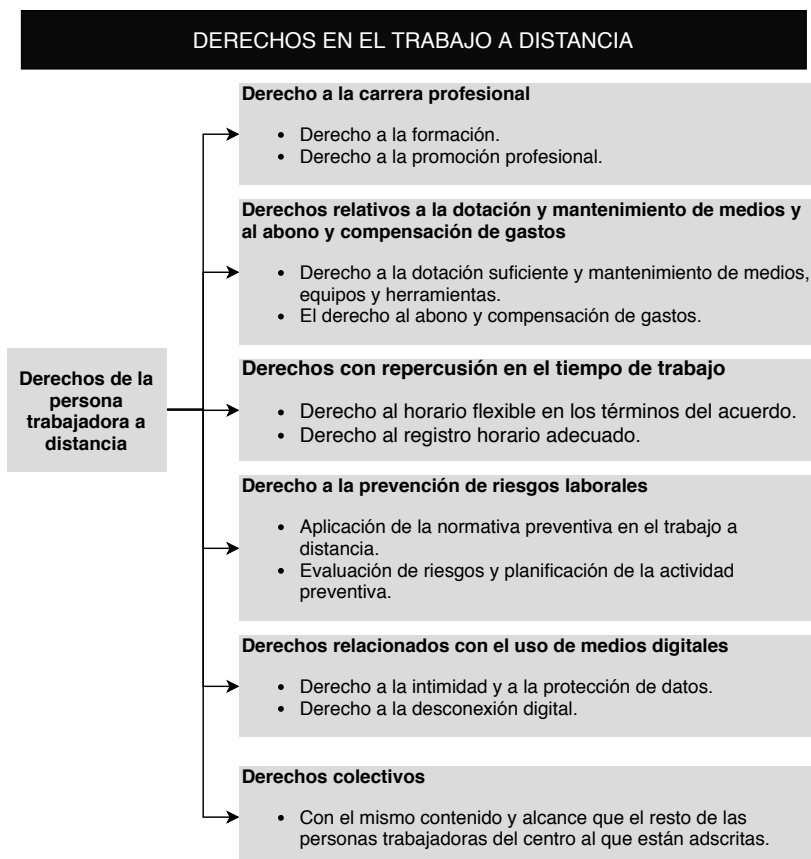 DERECHOS EN EL TRABAJO A DISTANCIA
Derechos de la
persona
trabajadora a
distancia
Derecho a la carrera profesional
• Derecho a la formación.
• Derecho a la promoción profesional.
Derechos relativos a la dotación y mantenimiento de medios y
al abono y compensación de gastos
• Derecho a la dotación suficiente y mantenimiento de medios,
equipos y herramientas.
• El derecho al abono y compensación de gastos.
Derechos con repercusión en el tiempo de trabajo
• Derecho al horario flexible en los términos del acuerdo.
• Derecho al registro horario adecuado.
Derecho a la prevención de riesgos laborales
• Aplicación de la normativa preventiva en el trabajo a
distancia.
• Evaluación de riesgos y planificación de la actividad
preventiva.
Derechos relacionados con el uso de medios digitales
• Derecho a la intimidad y a la protección de datos.
• Derecho a la desconexión digital.
Derechos colectivos
• Con el mismo contenido y alcance que el resto de las
personas trabajadoras del centro al que están adscritas.